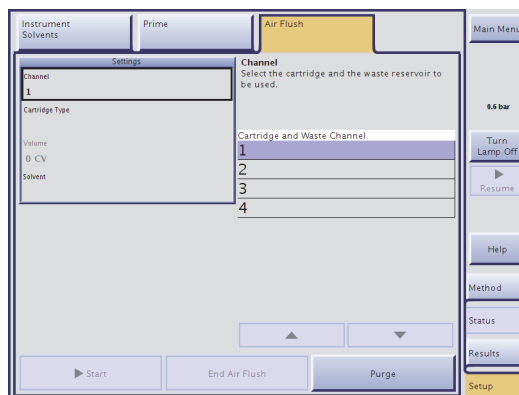 Instrument
Solvents
Prime
Air Flush
Settings
Channel
1
Cartridge Type
Volume
0 CV
Solvent
Channel
Select the cartridge and the waste reservoir to
be used.
Cartridge and Waste Channel
1
2
3
4
Start
End Air Flush
Purge
Main Menu
0.6 bar
Turn
Lamp Off
Resume
Help
Method
Status
Results
Setup